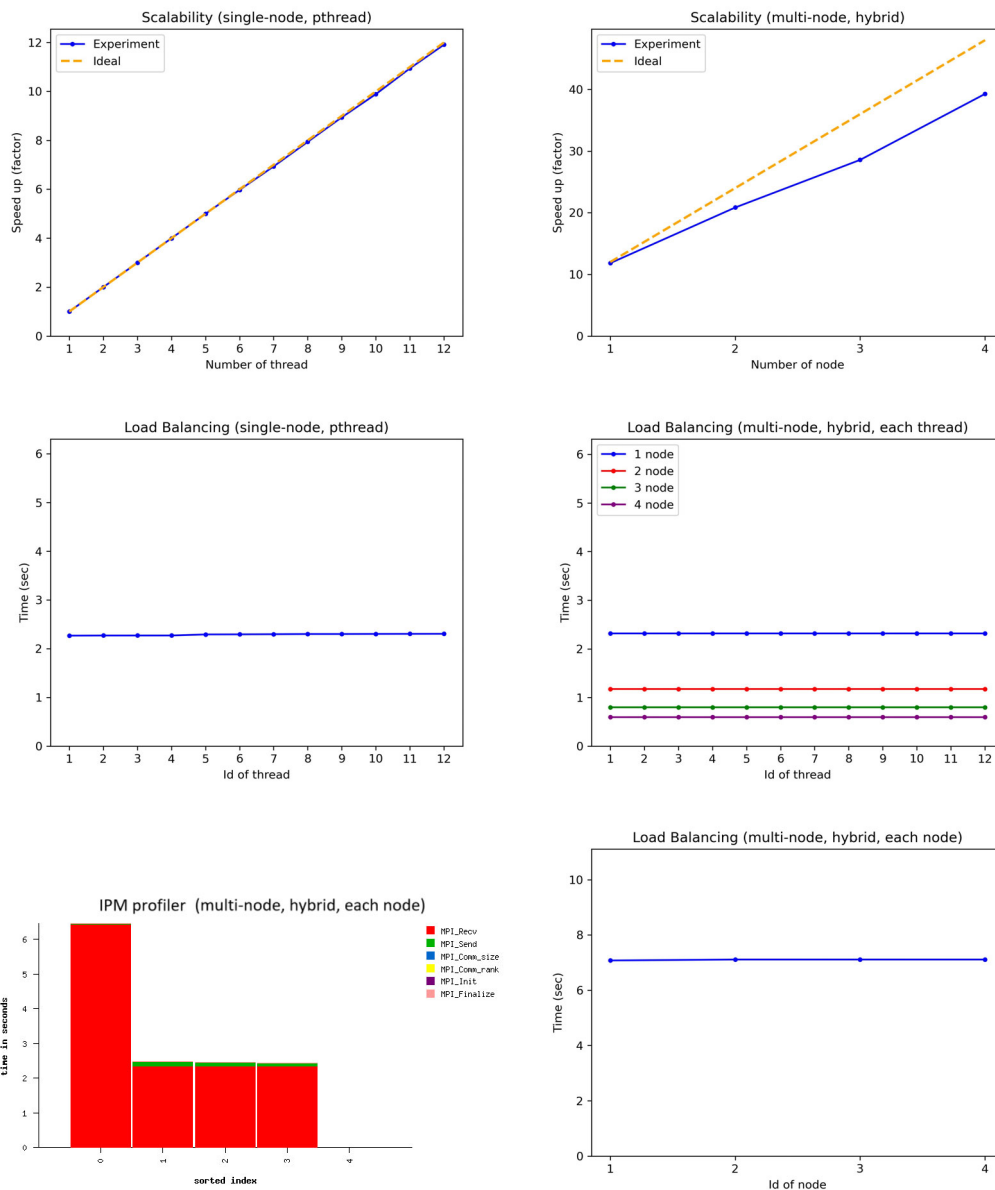 Scalability (single-node, pthread)
Experiment
Ideal
Speed up (factor)
12
10
8
6
4
2
0
1 2 3 4 5 6 7 8 9 10 11 12
Number of thread
Scalability (multi-node, hybrid)
Experiment
Ideal
Speed up (factor)
40
30
20
10
0
1 2 3 4
Number of node
Load Balancing (single-node, pthread)
Time (sec)
6
5
4
3
2
1
0
1 2 3 4 5 6 7 8 9 10 11 12
Id of thread
Load Balancing (multi-node, hybrid, each thread)
1 node
2 node
3 node
4 node
Time (sec)
6
5
4
3
2
1
0
1 2 3 4 5 6 7 8 9 10 11 12
Id of thread
IPM profiler (multi-node, hybrid, each node)
MPI_Recv
MPI_Send
MPI_Comm_size
MPI_Comm_rank
MPI_Init
MPI_Finalize
time in seconds
6
5
4
3
2
1
0
0 1 2 3 4
sorted index
Load Balancing (multi-node, hybrid, each node)
Time (sec)
10
8
6
4
2
0
1 2 3 4
Id of node